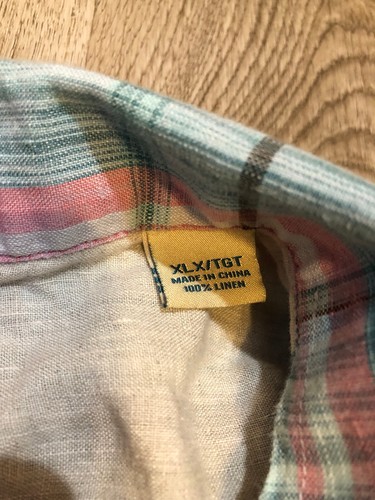 XLX/TGT
MADE IN CHINA
100% LINEN